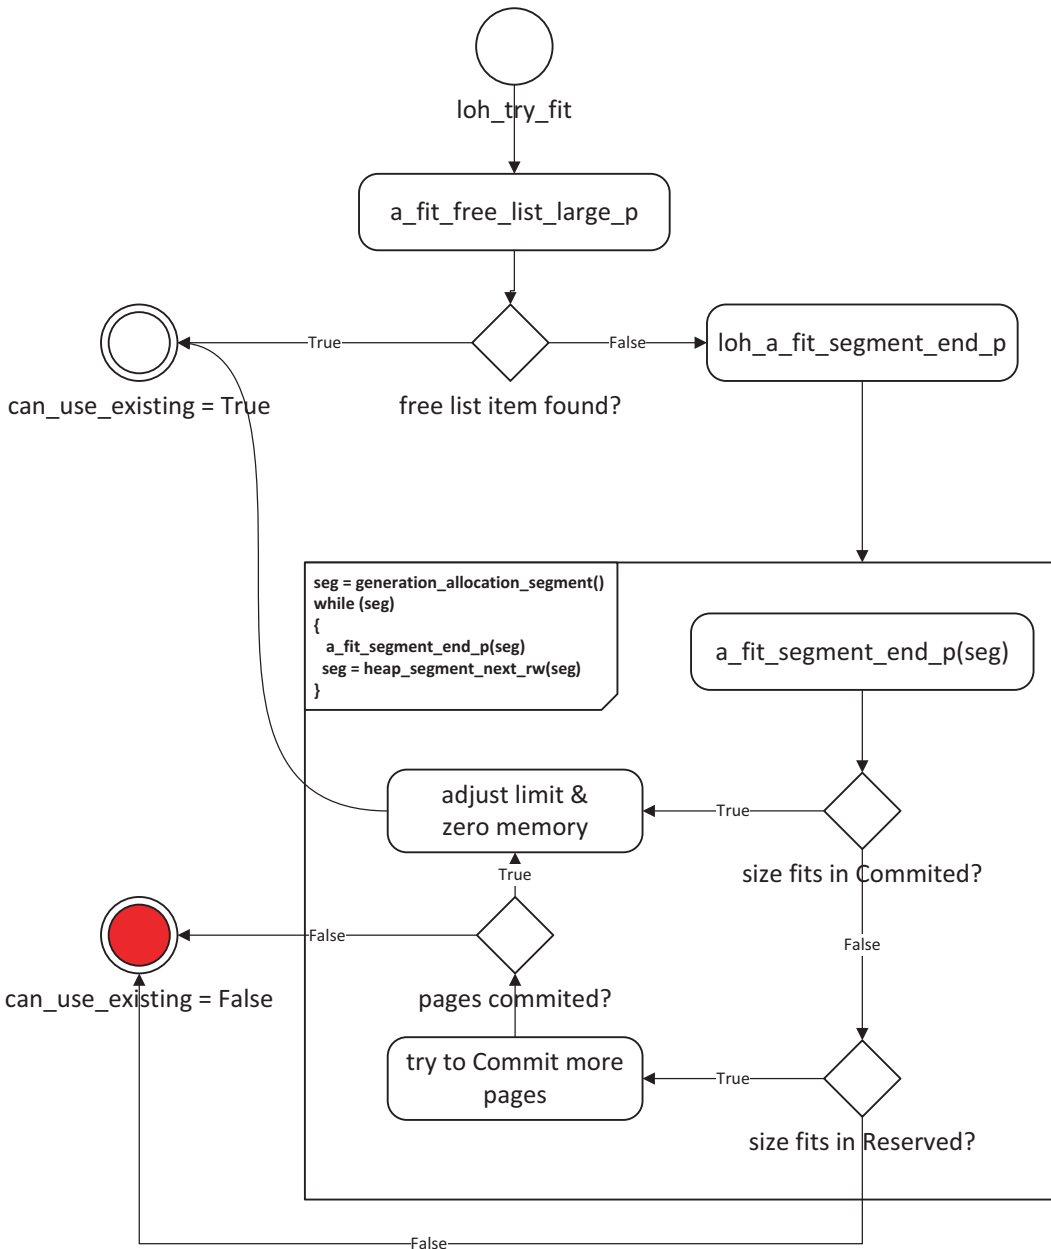 loh_try_fit
a_fit_free_list_large_p
True
False
loh_a_fit_segment_end_p
can_use_existing = True
free list item found?
seg = generation_allocation_segment()
while (seg)
{
a_fit_segment_end_p(seg)
seg = heap_segment_next_rw(seg)
}
a_fit_segment_end_p(seg)
adjust limit &
zero memory
True
size fits in Commited?
True
False
False
can_use_existing = False
pages commited?
try to Commit more
pages
True
size fits in Reserved?
False